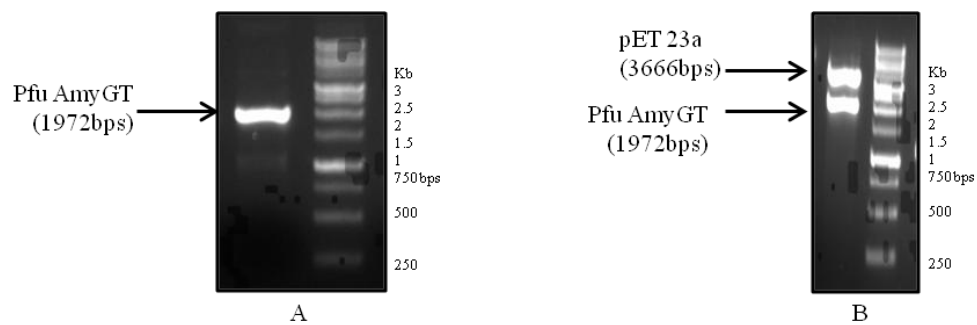 Pfu AmyGT
(1972bps)
Kb
3
2.5
2
1.5
1
750bps
500
250
A
pET 23a
(3666bps)
Pfu AmyGT
(1972bps)
Kb
3
2.5
2
1.5
1
750bps
500
250
B